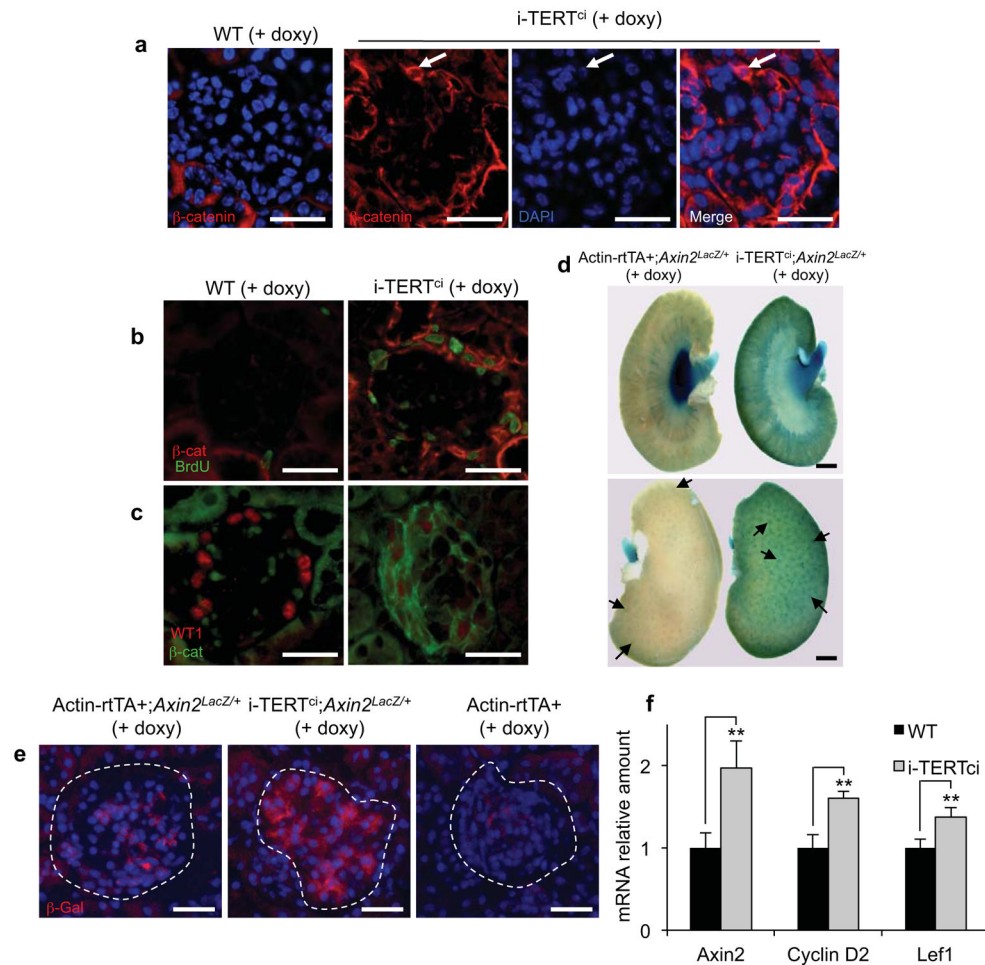 a
WT (+ doxy)
i-TERTᶜⁱ (+ doxy)
β-catenin
β-catenin
DAPI
Merge
WT (+ doxy)
i-TERTᶜⁱ (+ doxy)
b
β-cat
BrdU
c
WT1
β-cat
d
Actin-rtTA+;Axin2ᴸᵃᶜᶻ/⁺
(+ doxy)
i-TERTᶜⁱ;Axin2ᴸᵃᶜᶻ/⁺
(+ doxy)
e
Actin-rtTA+;Axin2ᴸᵃᶜᶻ/⁺
(+ doxy)
i-TERTᶜⁱ;Axin2ᴸᵃᶜᶻ/⁺
(+ doxy)
Actin-rtTA+
(+ doxy)
β-Gal
f
WT
i-TERTci
mRNA relative amount
2
1
0
**
**
**
Axin2
Cyclin D2
Lef1